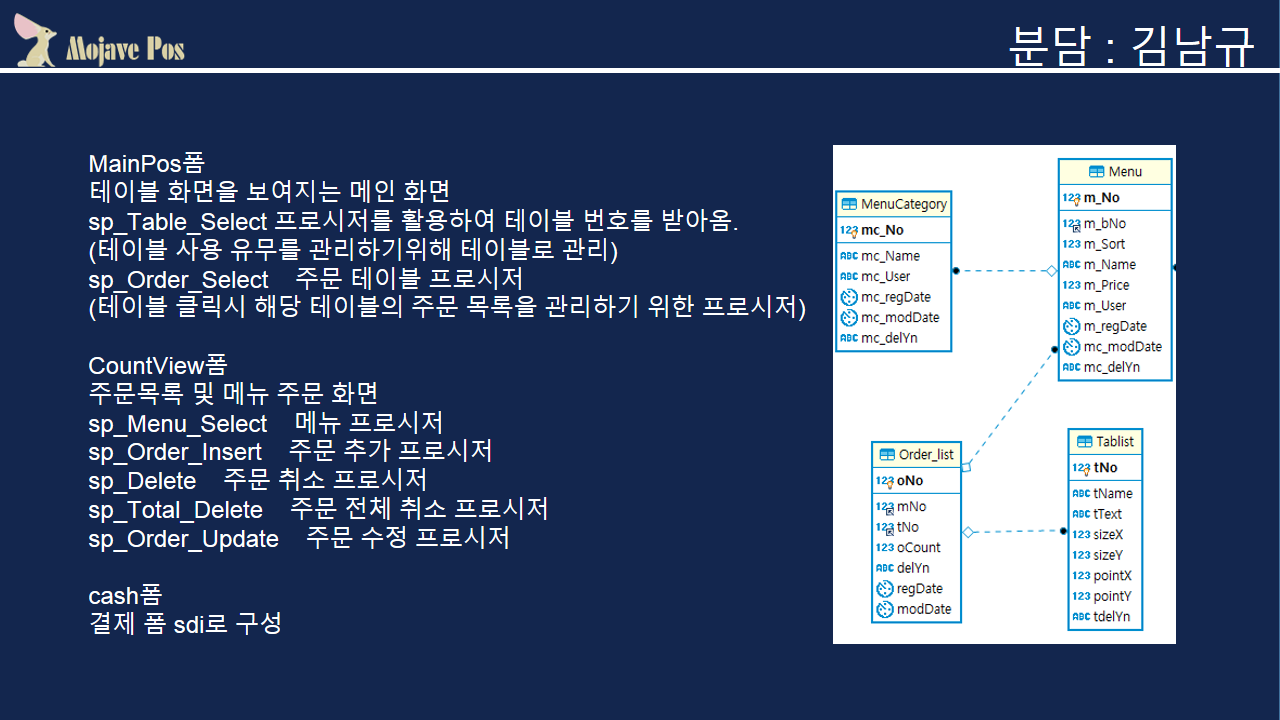 Mojave Pos
분담 : 김남규
MainPos폼
테이블 화면을 보여지는 메인 화면
sp_Table_Select 프로시저를 활용하여 테이블 번호를 받아옴.
(테이블 사용 유무를 관리하기위해 테이블로 관리)
sp_Order_Select 주문 테이블 프로시저
(테이블 클릭시 해당 테이블의 주문 목록을 관리하기 위한 프로시저)
CountView폼
주문목록 및 메뉴 주문 화면
sp_Menu_Select 메뉴 프로시저
sp_Order_Insert 주문 추가 프로시저
sp_Delete 주문 취소 프로시저
sp_Total_Delete 주문 전체 취소 프로시저
sp_Order_Update 주문 수정 프로시저
cash폼
결제 폼 sdi로 구성
MenuCategory
123 mc_No
ABC mc_Name
ABC mc_User
mc_regDate
mc_modDate
ABC mc_delYn
Menu
123 m_No
123 m_bNo
123 m_Sort
ABC m_Name
123 m_Price
ABC m_User
m_regDate
mc_modDate
ABC mc_delYn
Order_list
123 oNo
123 mNo
123 tNo
123 oCount
ABC delYn
regDate
modDate
Tablist
123 tNo
ABC tName
ABC tText
123 sizeX
123 sizeY
123 pointX
123 pointY
ABC tdelYn